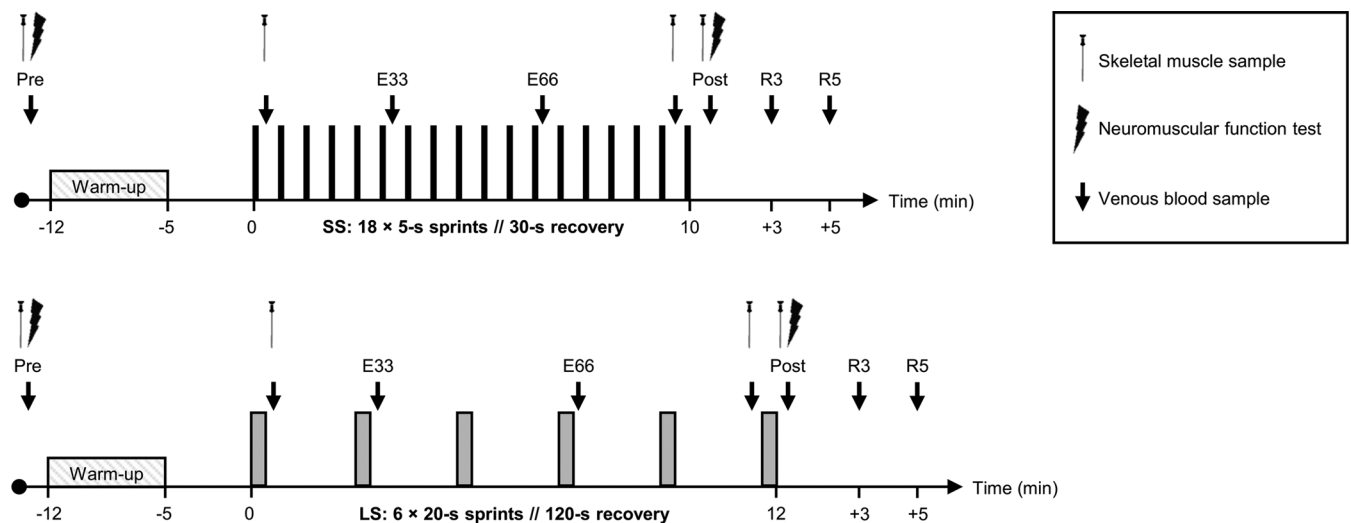 Pre E33 E66 Post R3 R5
Warm-up
Time (min)
-12 -5 0 SS: 18 × 5-s sprints // 30-s recovery 10 +3 +5
Skeletal muscle sample
Neuromuscular function test
Venous blood sample
Pre E33 E66 Post R3 R5
Warm-up
Time (min)
-12 -5 0 LS: 6 × 20-s sprints // 120-s recovery 12 +3 +5